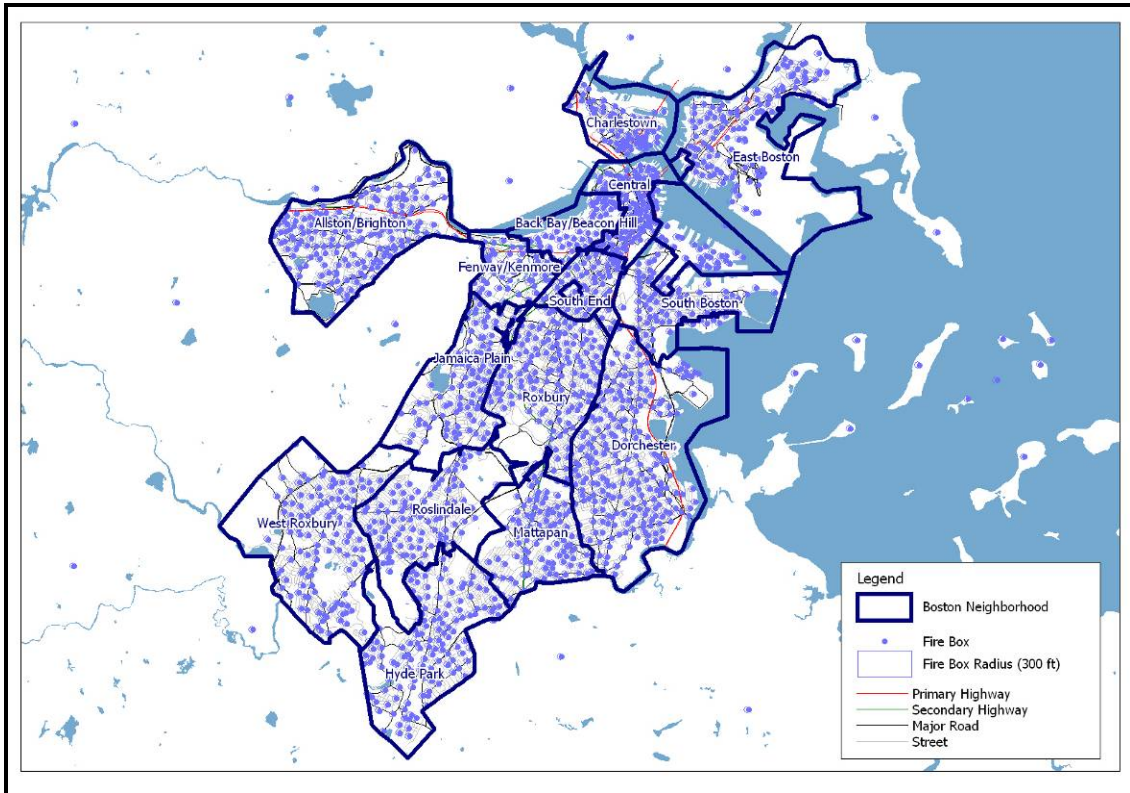 Charlestown
East Boston
Central
Allston/Brighton
Back Bay/Beacon Hill
Fenway/Kenmore
South End
South Boston
Jamaica Plain
Roxbury
Dorchester
West Roxbury
Roslindale
Mattapan
Hyde Park
Legend
Boston Neighborhood
Fire Box
Fire Box Radius (300 ft)
Primary Highway
Secondary Highway
Major Road
Street